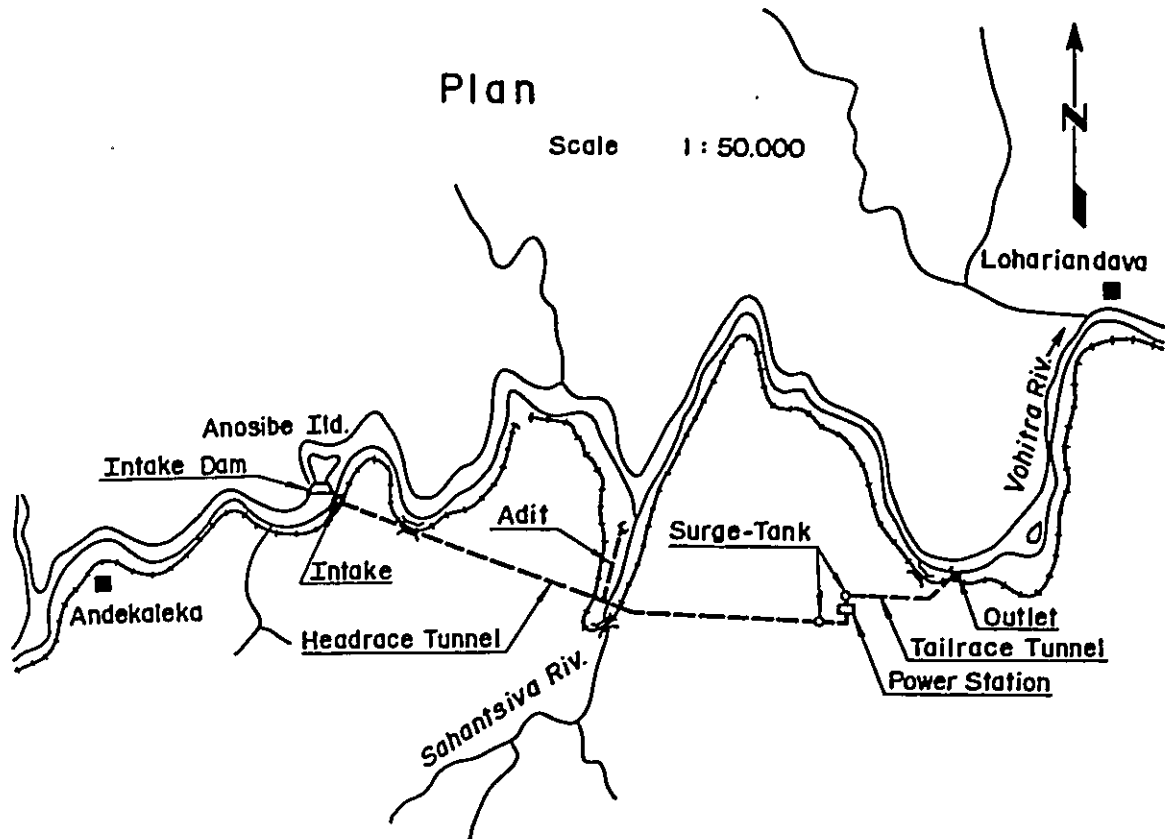 Plan
Scale 1 : 50.000
N
Lohariandava
Vohitra Riv.
Anosibe Ild.
Intake Dam
Adit
Surge-Tank
Intake
Andekaleka
Headrace Tunnel
Outlet
Tailrace Tunnel
Power Station
Sahantsiva Riv.